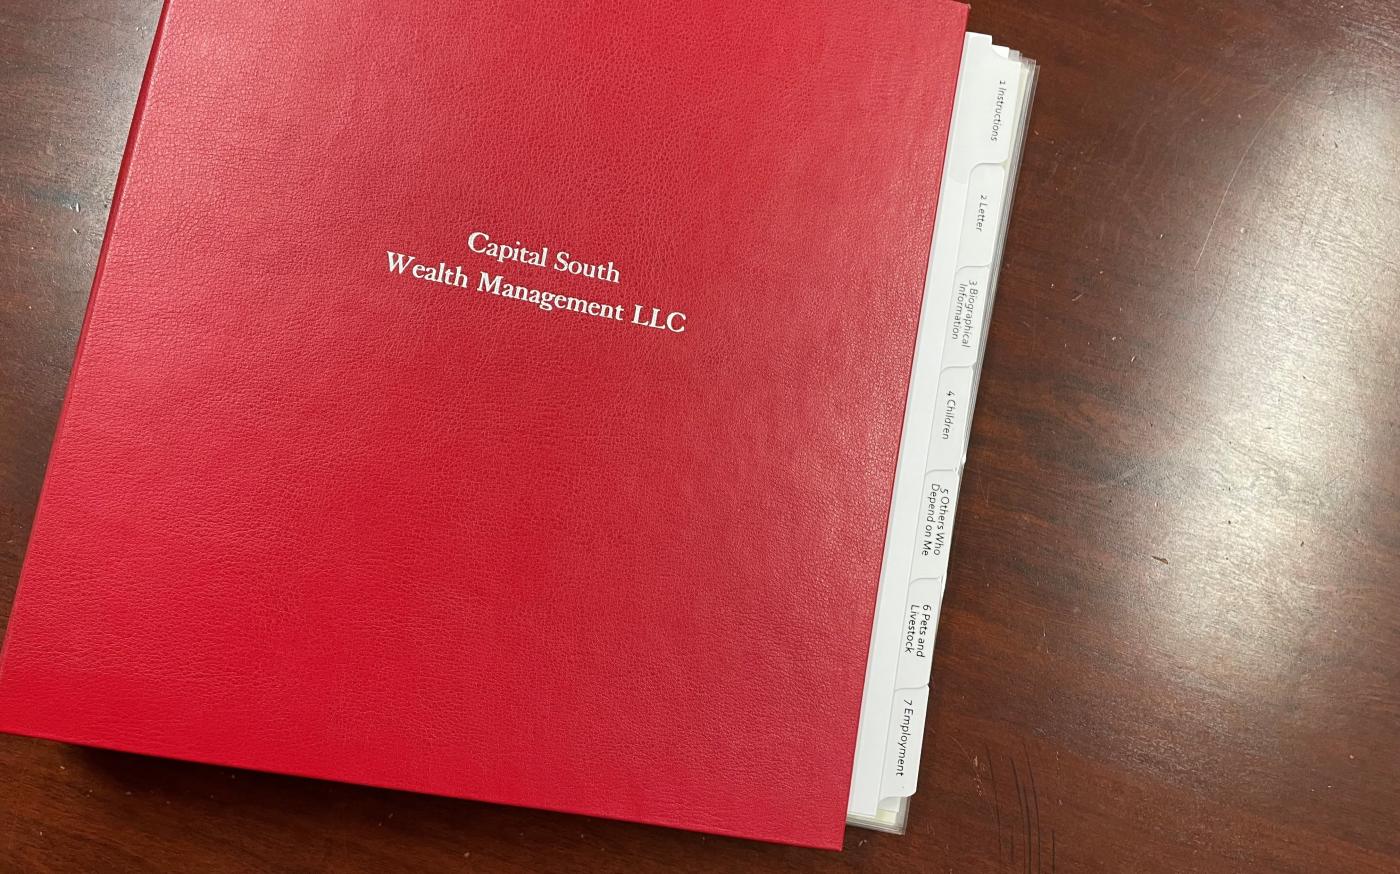 Capital South
Wealth Management LLC
1 Instructions
2 Letter
3 Biographical
Information
4 Children
5 Others Who
Depend on Me
6 Pets and
Livestock
7 Employment